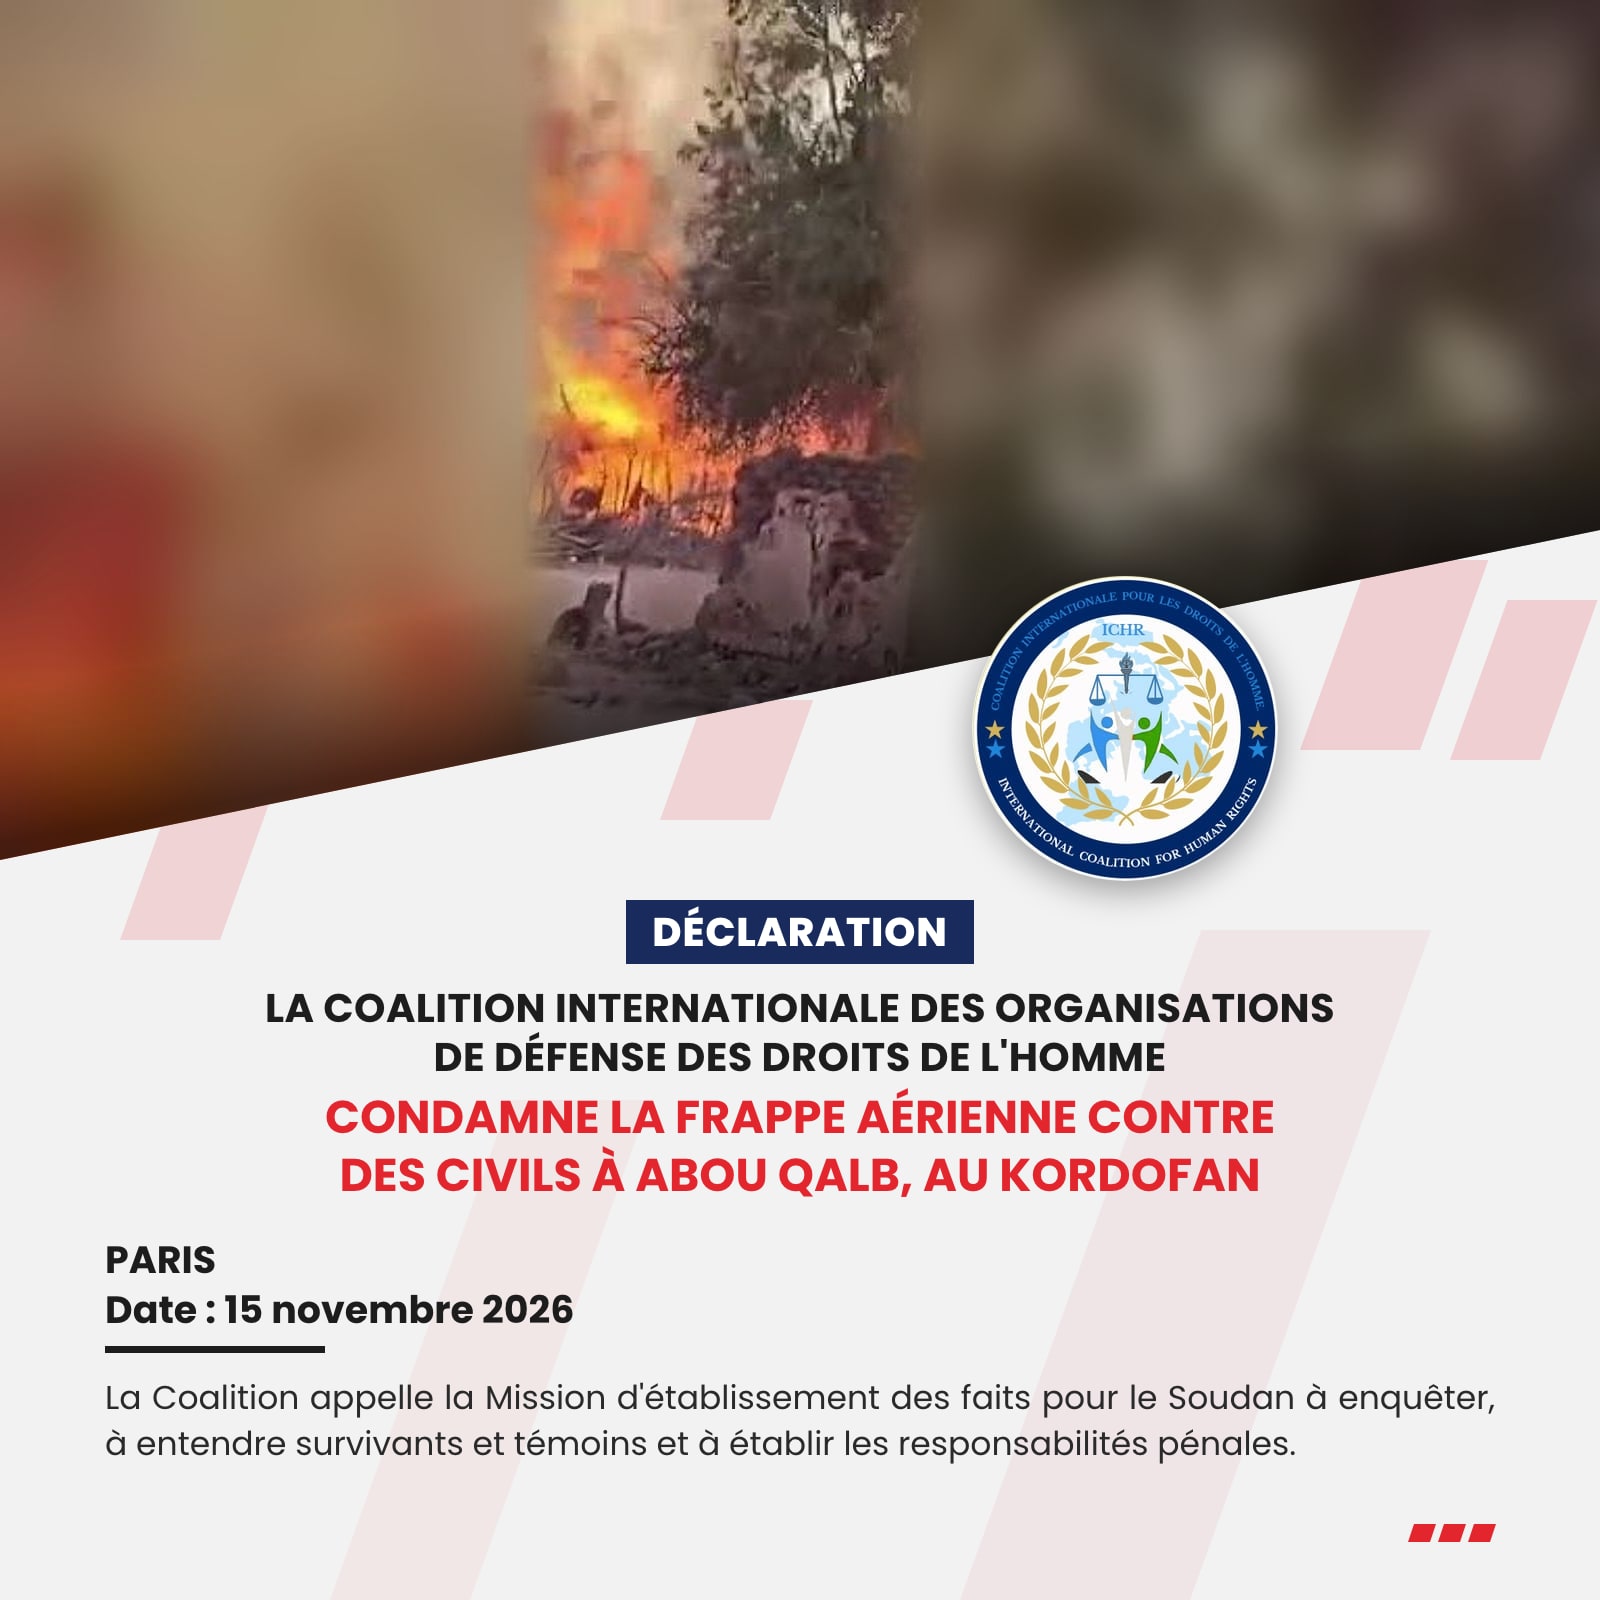 COALITION INTERNATIONALE POUR LES DROITS DE L'HOMME
ICHR
INTERNATIONAL COALITION FOR HUMAN RIGHTS
DÉCLARATION
LA COALITION INTERNATIONALE DES ORGANISATIONS
DE DÉFENSE DES DROITS DE L'HOMME
CONDAMNE LA FRAPPE AÉRIENNE CONTRE
DES CIVILS À ABOU QALB, AU KORDOFAN
PARIS
Date : 15 novembre 2026
La Coalition appelle la Mission d'établissement des faits pour le Soudan à enquêter,
à entendre survivants et témoins et à établir les responsabilités pénales.